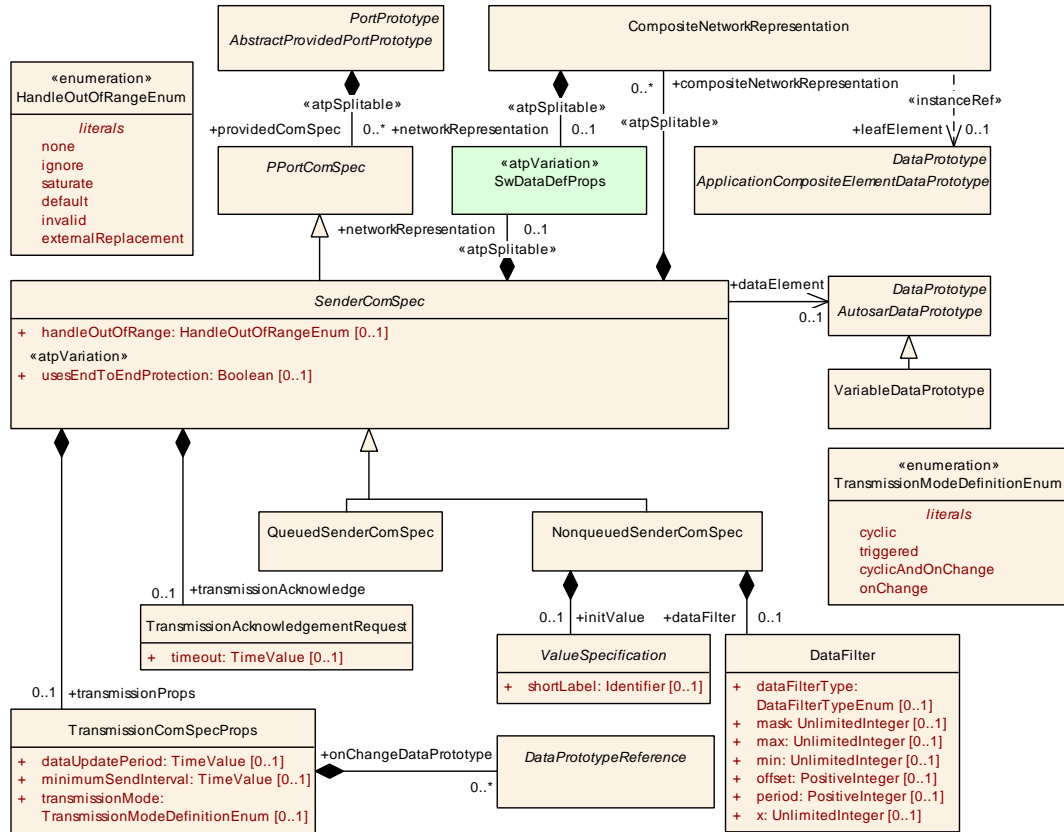 PortPrototype
AbstractProvidedPortPrototype
CompositeNetworkRepresentation
«enumeration»
HandleOutOfRangeEnum
literals
none
ignore
saturate
default
invalid
externalReplacement
«atpSplitable»
+providedComSpec
0..*
«atpSplitable»
+networkRepresentation
0..1
0..*
+compositeNetworkRepresentation
«atpSplitable»
«instanceRef»
+leafElement
0..1
PPortComSpec
«atpVariation»
SwDataDefProps
DataPrototype
ApplicationCompositeElementDataPrototype
+networkRepresentation
0..1
«atpSplitable»
SenderComSpec
+ handleOutOfRange: HandleOutOfRangeEnum [0..1]
«atpVariation»
+ usesEndToEndProtection: Boolean [0..1]
+dataElement
0..1
DataPrototype
AutosarDataPrototype
VariableDataPrototype
«enumeration»
TransmissionModeDefinitionEnum
literals
cyclic
triggered
cyclicAndOnChange
onChange
QueuedSenderComSpec
NonqueuedSenderComSpec
0..1
+transmissionAcknowledge
TransmissionAcknowledgementRequest
+ timeout: TimeValue [0..1]
0..1
+initValue
+dataFilter
0..1
ValueSpecification
+ shortLabel: Identifier [0..1]
DataFilter
+ dataFilterType:
DataFilterTypeEnum [0..1]
+ mask: UnlimitedInteger [0..1]
+ max: UnlimitedInteger [0..1]
+ min: UnlimitedInteger [0..1]
+ offset: PositiveInteger [0..1]
+ period: PositiveInteger [0..1]
+ x: UnlimitedInteger [0..1]
0..1
+transmissionProps
TransmissionComSpecProps
+ dataUpdatePeriod: TimeValue [0..1]
+ minimumSendInterval: TimeValue [0..1]
+ transmissionMode:
TransmissionModeDefinitionEnum [0..1]
+onChangeDataPrototype
0..*
DataPrototypeReference